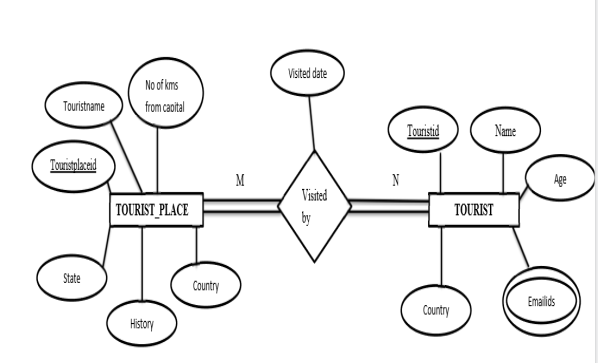 No of kms
from capital
Visited date
Touristname
Touristid
Name
Touristplaceid
Age
M
N
TOURIST_PLACE
Visited
by
TOURIST
State
Country
History
Country
Emailids